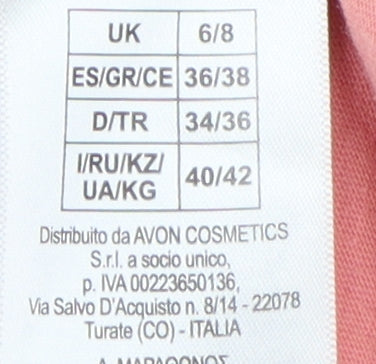 UK 6/8
ES/GR/CE 36/38
D/TR 34/36
I/RU/KZ/
UA/KG 40/42
Distribuito da AVON COSMETICS
S.r.l. a socio unico,
p. IVA 00223650136,
Via Salvo D'Acquisto n. 8/14 - 22078
Turate (CO) - ITALIA